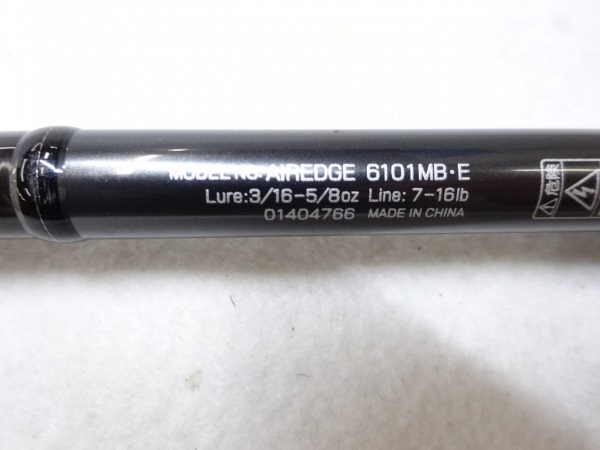 MODEL NO. AIREDGE 6101MB·E
Lure:3/16-5/8oz Line: 7-16lb
01404766 MADE IN CHINA
危険